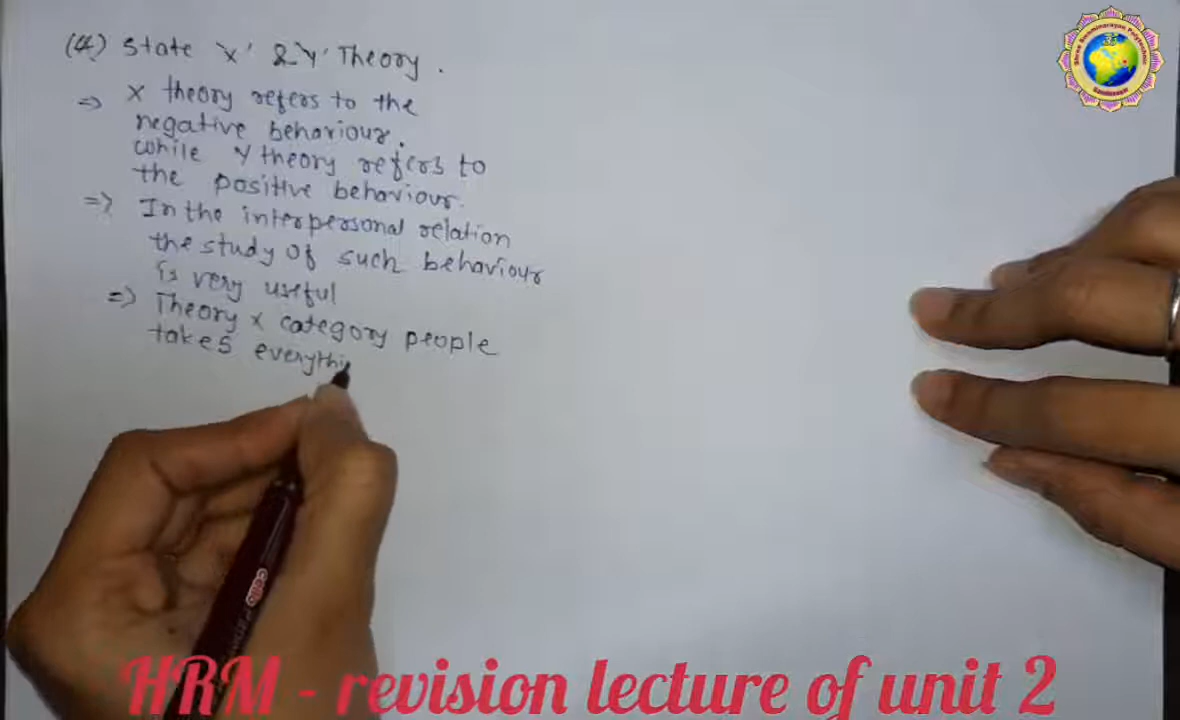 (4) State 'X' & 'Y' Theory.
=> X theory refers to the
negative behaviour.
while Y theory refers to
the positive behaviour.
=> In the interpersonal relation
the study of such behaviour
is very useful
=> Theory X category people
takes everythi
HRM - revision lecture of unit 2